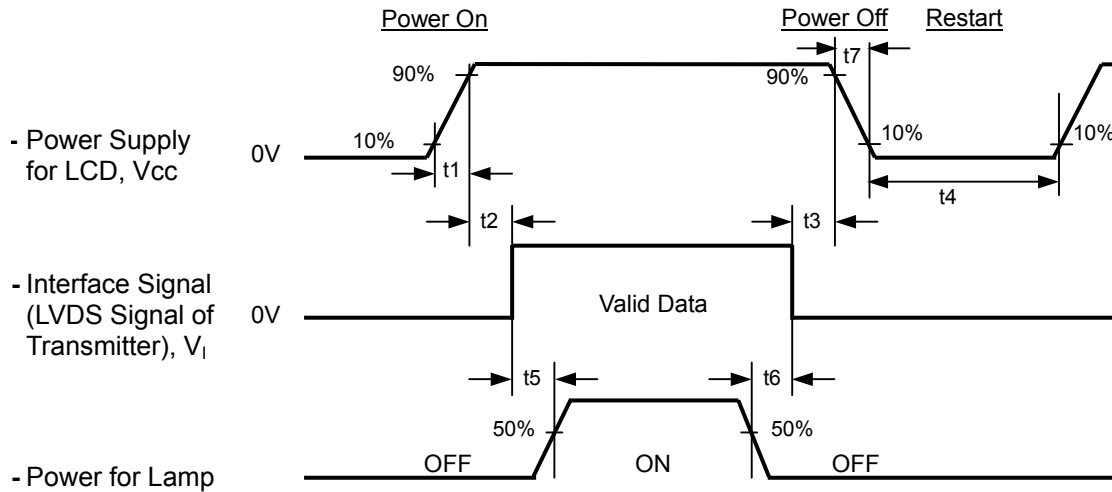 Power On
Power Off
Restart
t7
90%
90%
- Power Supply
for LCD, Vcc
0V
10%
10%
10%
t1
t4
t2
t3
- Interface Signal
(LVDS Signal of
Transmitter), VI
0V
Valid Data
t5
t6
50%
50%
- Power for Lamp
OFF
ON
OFF